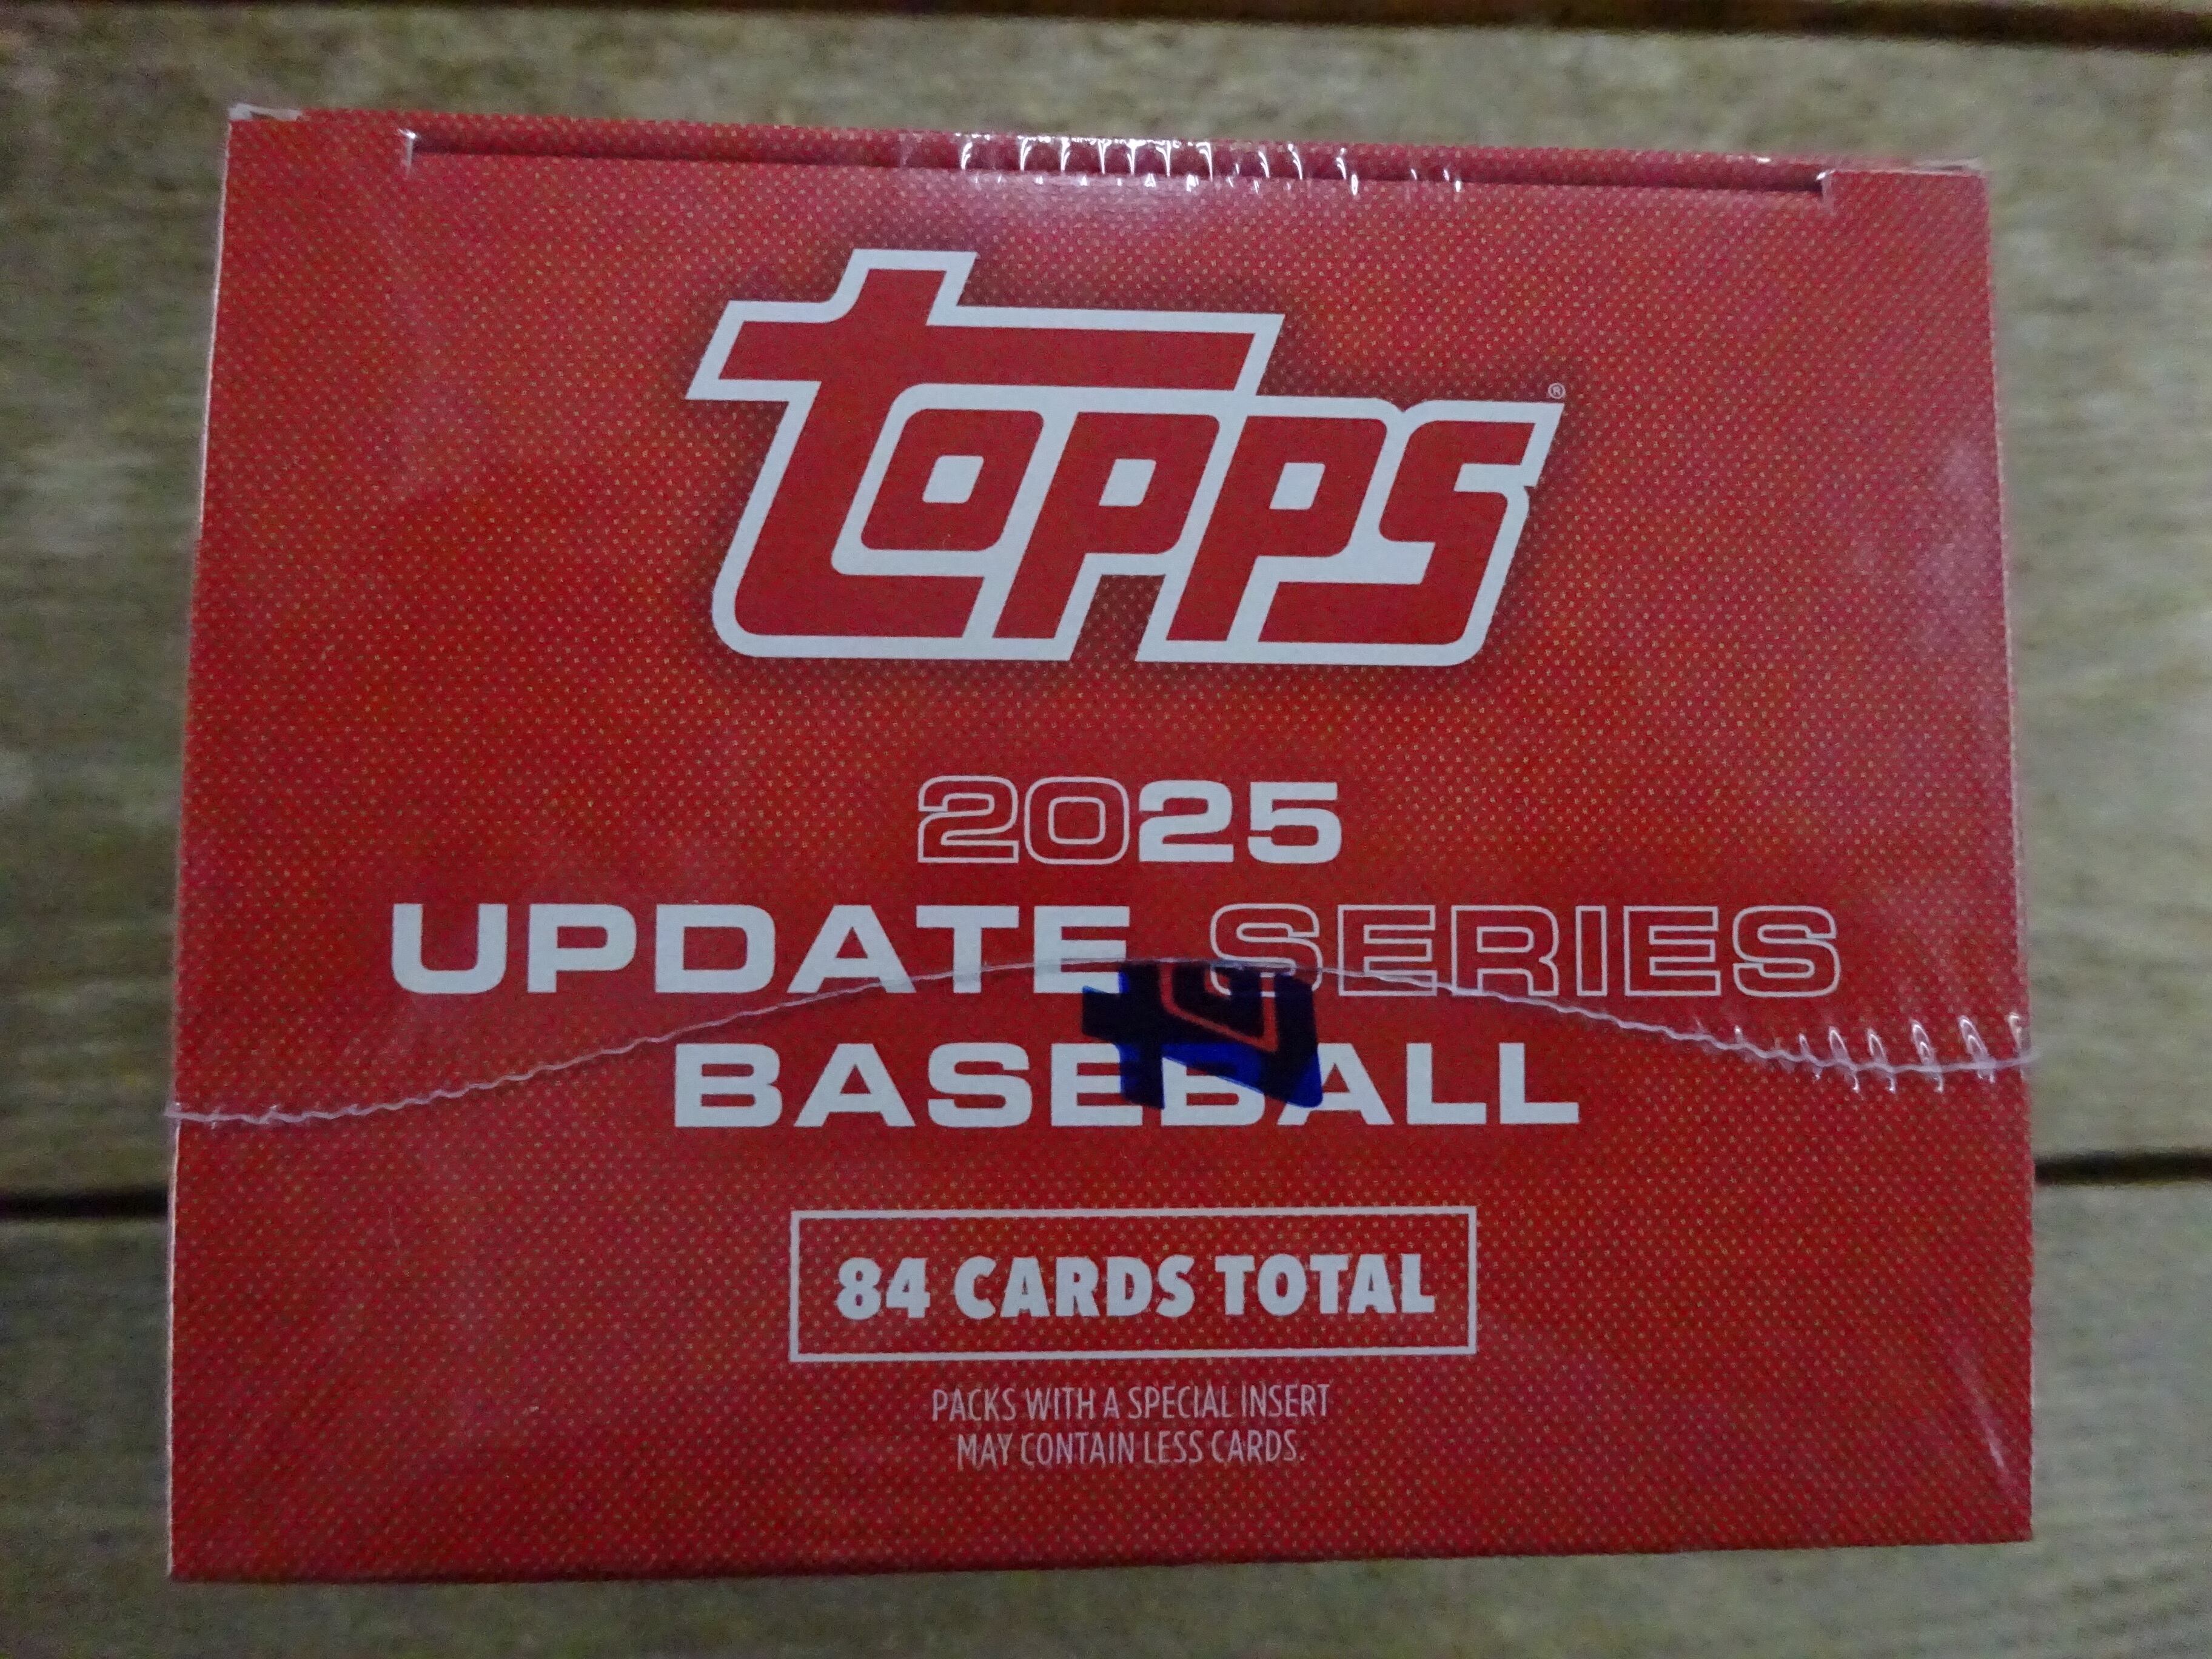 topps®
2025
UPDATE SERIES
BASEBALL
84 CARDS TOTAL
PACKS WITH A SPECIAL INSERT
MAY CONTAIN LESS CARDS.